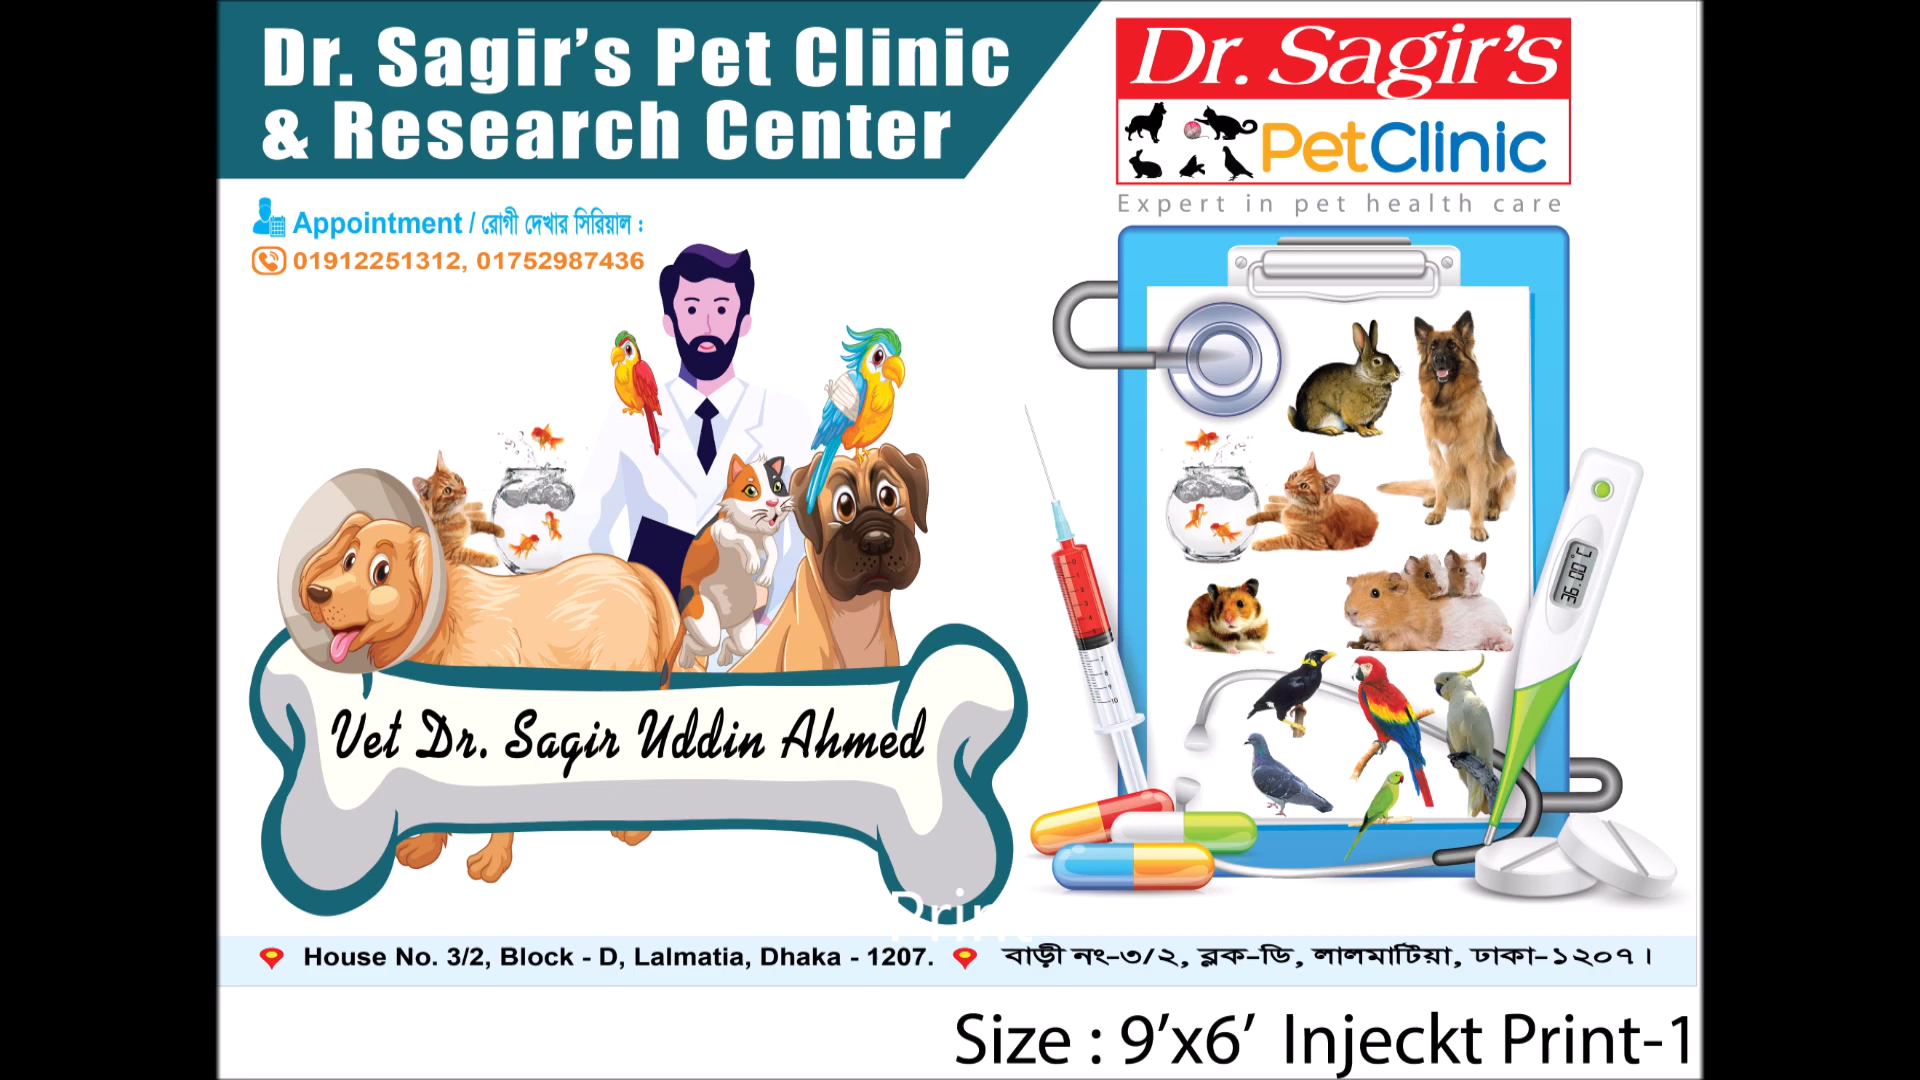 Dr. Sagir's Pet Clinic
& Research Center
Appointment / রোগী দেখার সিরিয়াল :
01912251312, 01752987436
Dr. Sagir's
PetClinic
Expert in pet health care
36.00°C
Vet Dr. Sagir Uddin Ahmed
House No. 3/2, Block - D, Lalmatia, Dhaka - 1207.
বাড়ী নং-৩/২, ব্লক-ডি, লালমাটিয়া, ঢাকা-১২০৭।
Size : 9'x6' Injeckt Print-1